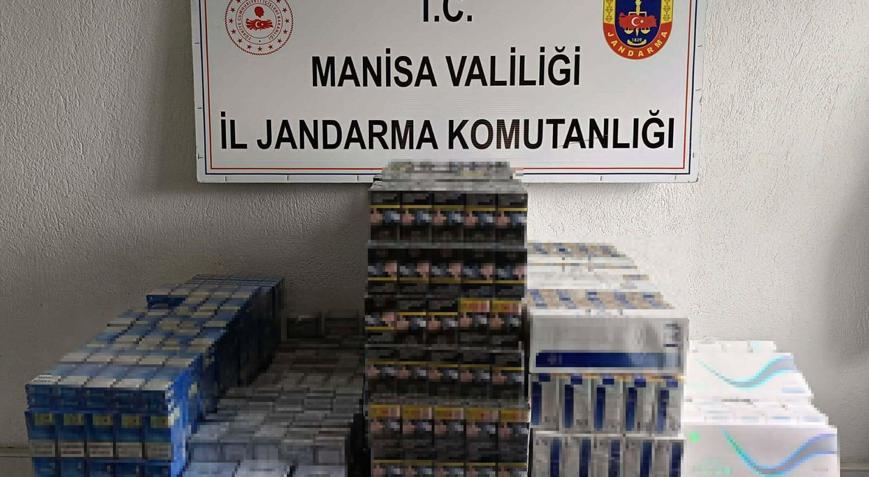 T.C.
MANİSA VALİLİĞİ
İL JANDARMA KOMUTANLIĞI
JANDARMA